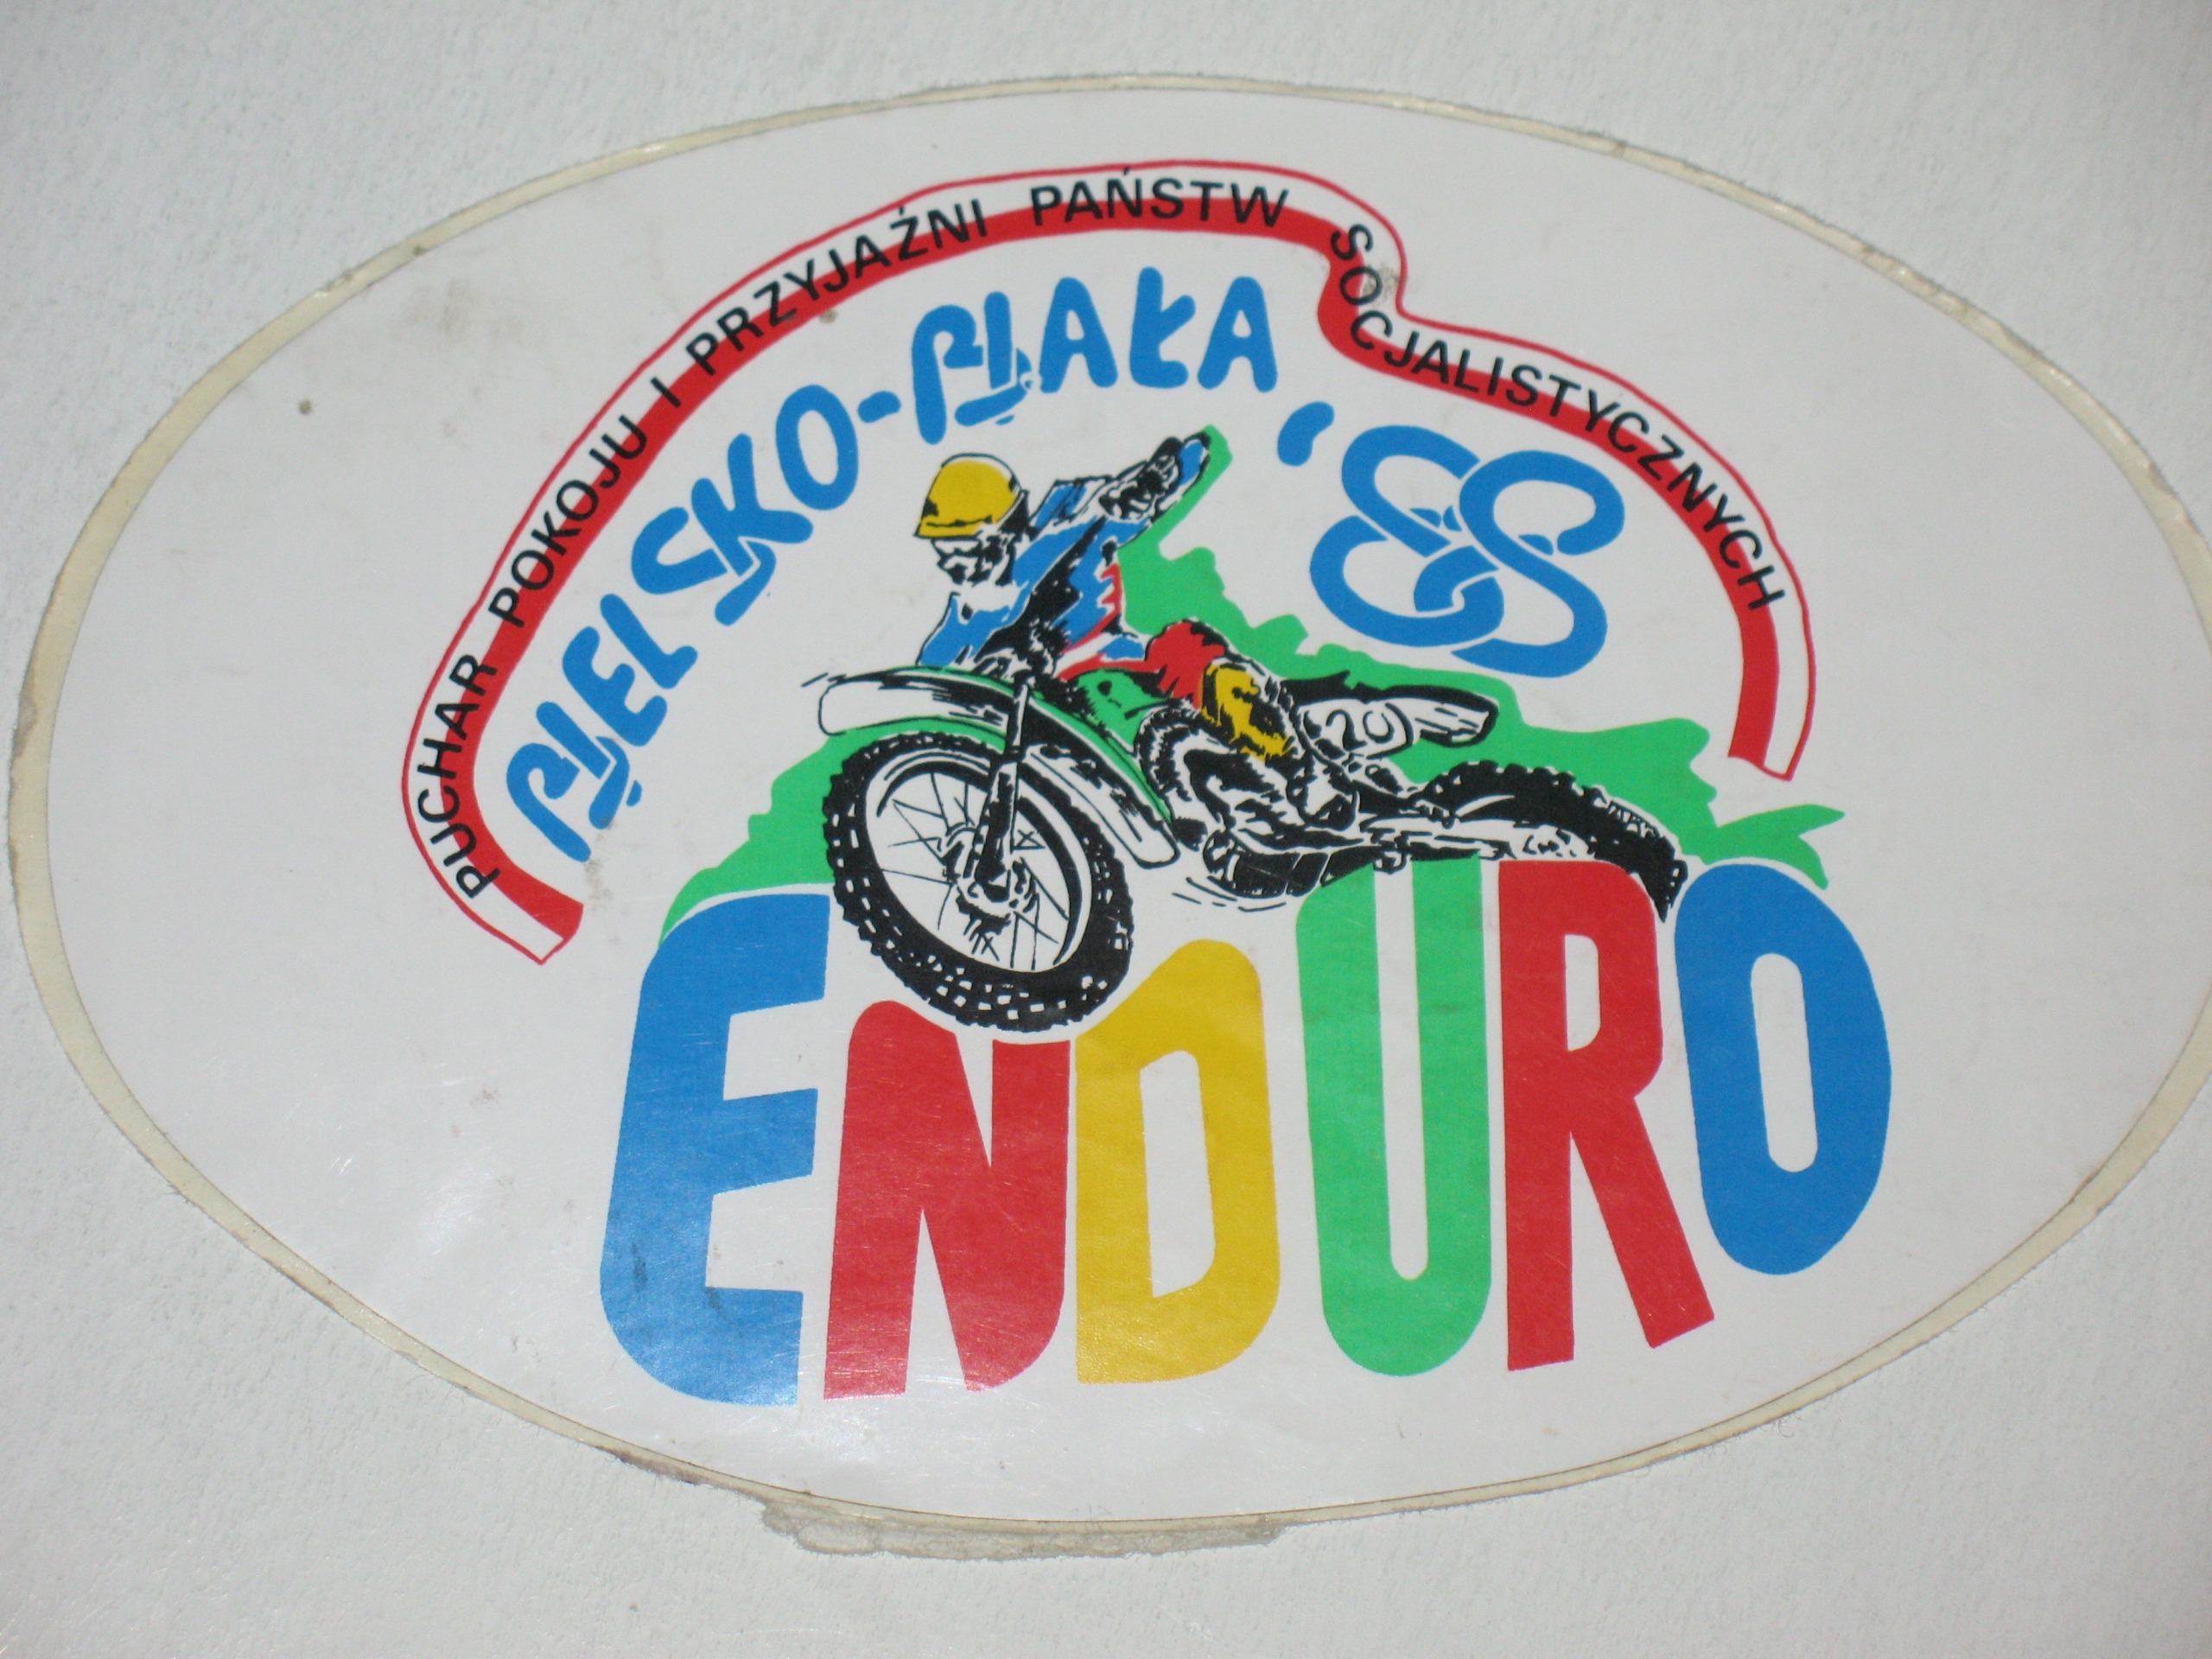 PUCHAR POKOJU I PRZYJAŹNI PAŃSTW SOCJALISTYCZNYCH
BIELSKO-BIAŁA '88
20
ENDURO